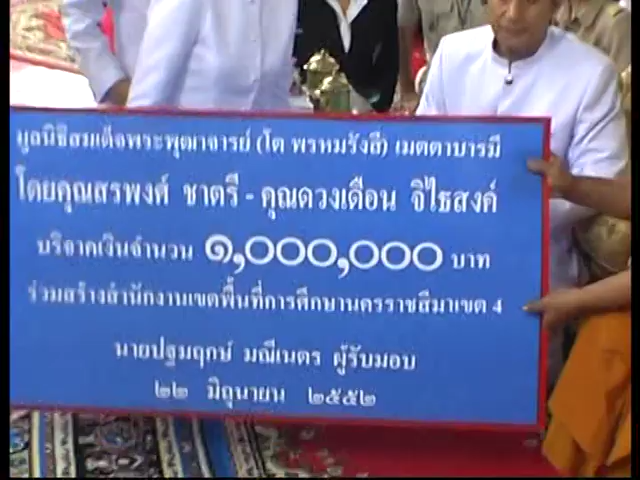 มูลนิธิสมเด็จพระพุฒาจารย์ (โต พรหมรังสี) เมตตาบารมี
โดยคุณสรพงศ์ ชาตรี - คุณดวงเดือน จิไธสงค์
บริจาคเงินจำนวน ๑,๐๐๐,๐๐๐ บาท
ร่วมสร้างสำนักงานเขตพื้นที่การศึกษานครราชสีมาเขต 4
นายปฐมฤกษ์ มณีเนตร ผู้รับมอบ
๒๒ มิถุนายน ๒๕๕๒